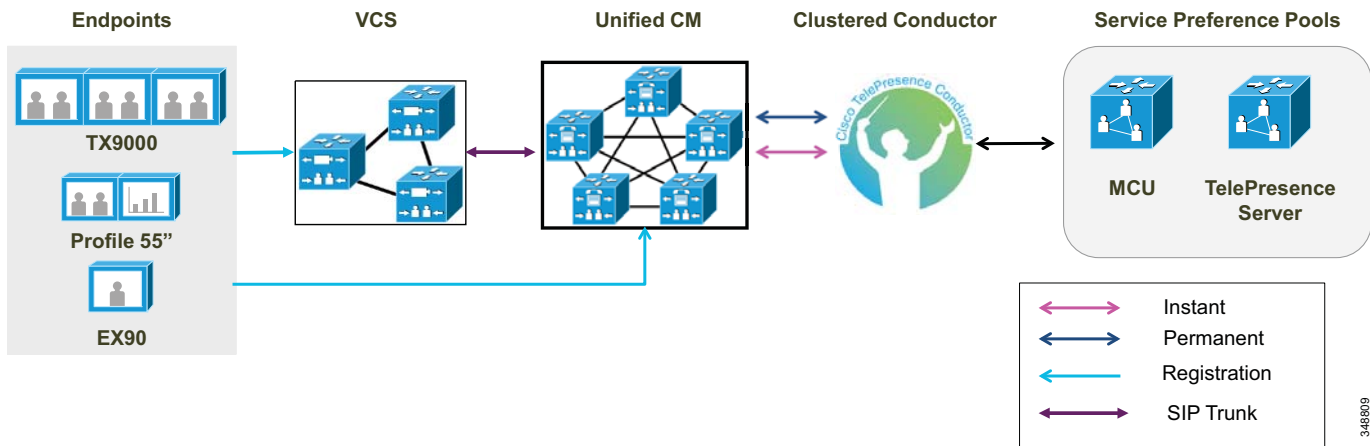 Endpoints
VCS
Unified CM
Clustered Conductor
Service Preference Pools
TX9000
Profile 55”
EX90
Cisco TelePresence Conductor
MCU
TelePresence
Server
Instant
Permanent
Registration
SIP Trunk
348809